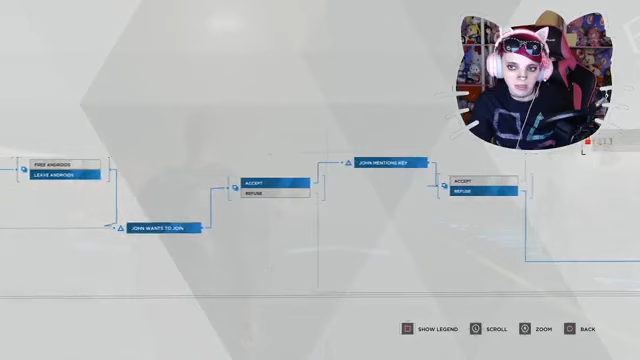 FREE ANDROIDS
LEAVE ANDROIDS
JOHN WANTS TO JOIN
ACCEPT
REFUSE
JOHN MENTIONS KEY
ACCEPT
REFUSE
SHOW LEGEND
SCROLL
ZOOM
BACK